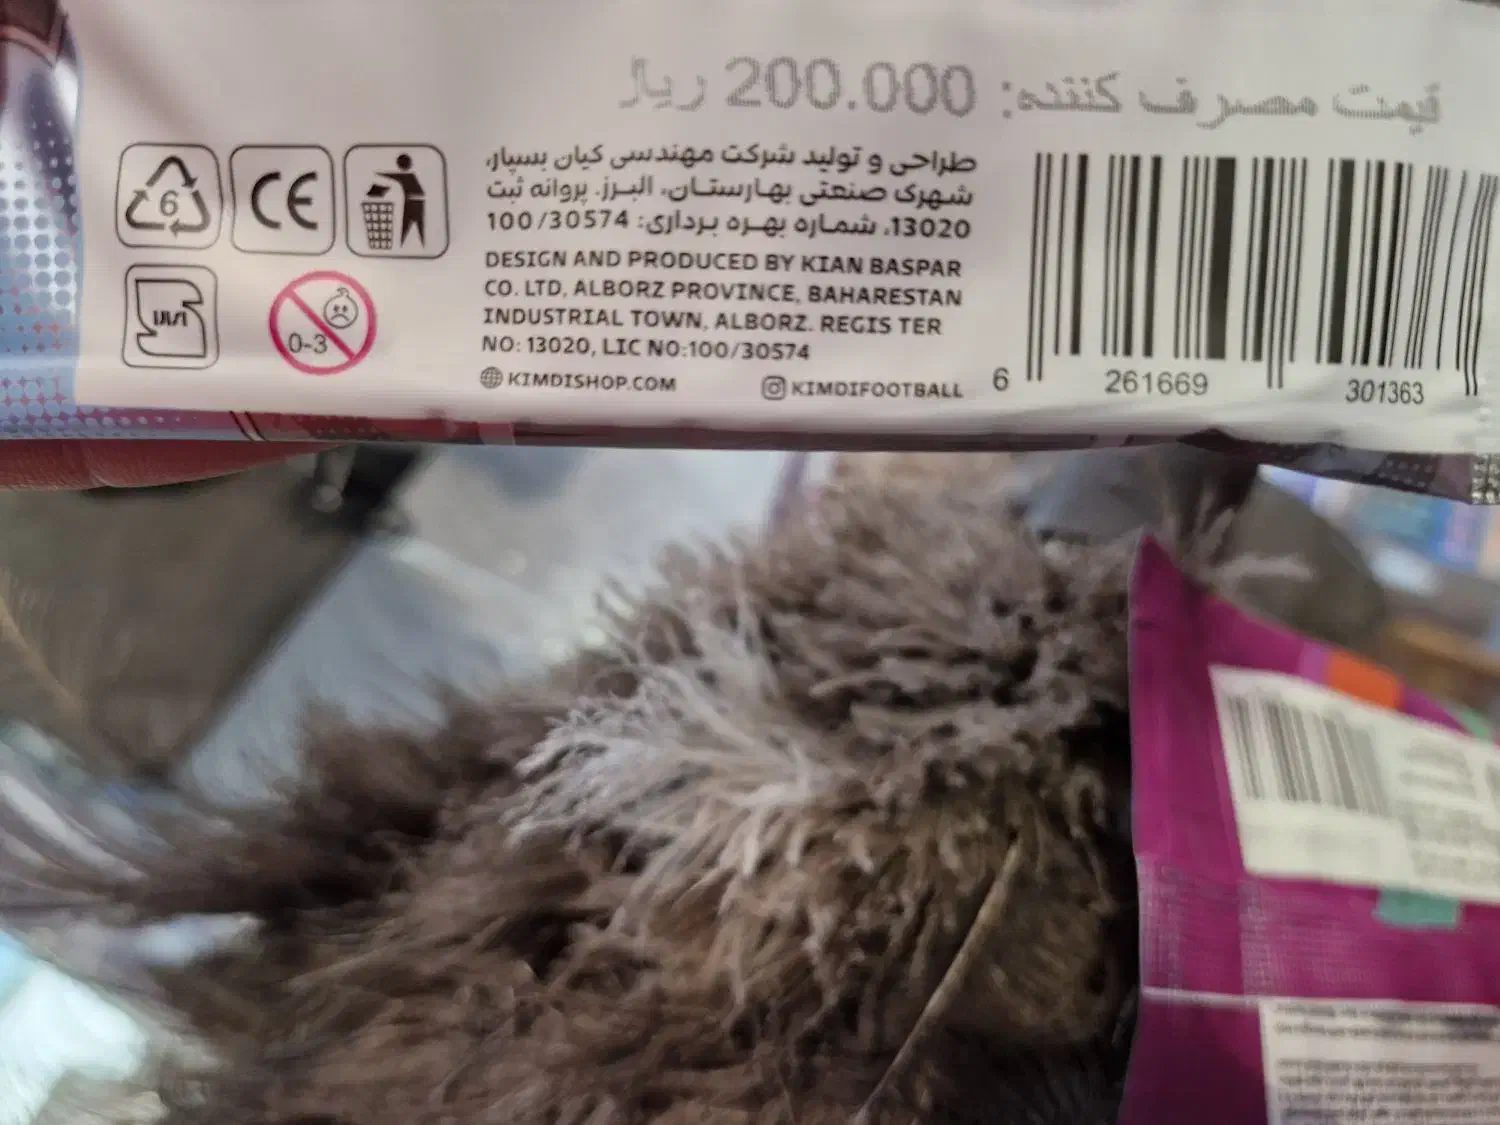 قیمت مصرف کننده: 200.000 ریال
6
CE
طراحی و تولید شرکت مهندسی کیان بسپار،
شهرک صنعتی بهارستان، البرز. پروانه ثبت
13020، شماره بهره برداری: 100/30574
DESIGN AND PRODUCED BY KIAN BASPAR
CO. LTD, ALBORZ PROVINCE, BAHARESTAN
INDUSTRIAL TOWN, ALBORZ. REGIS TER
NO: 13020, LIC NO:100/30574
0-3
KIMDISHOP.COM
KIMDIFOOTBALL
6 261669 301363